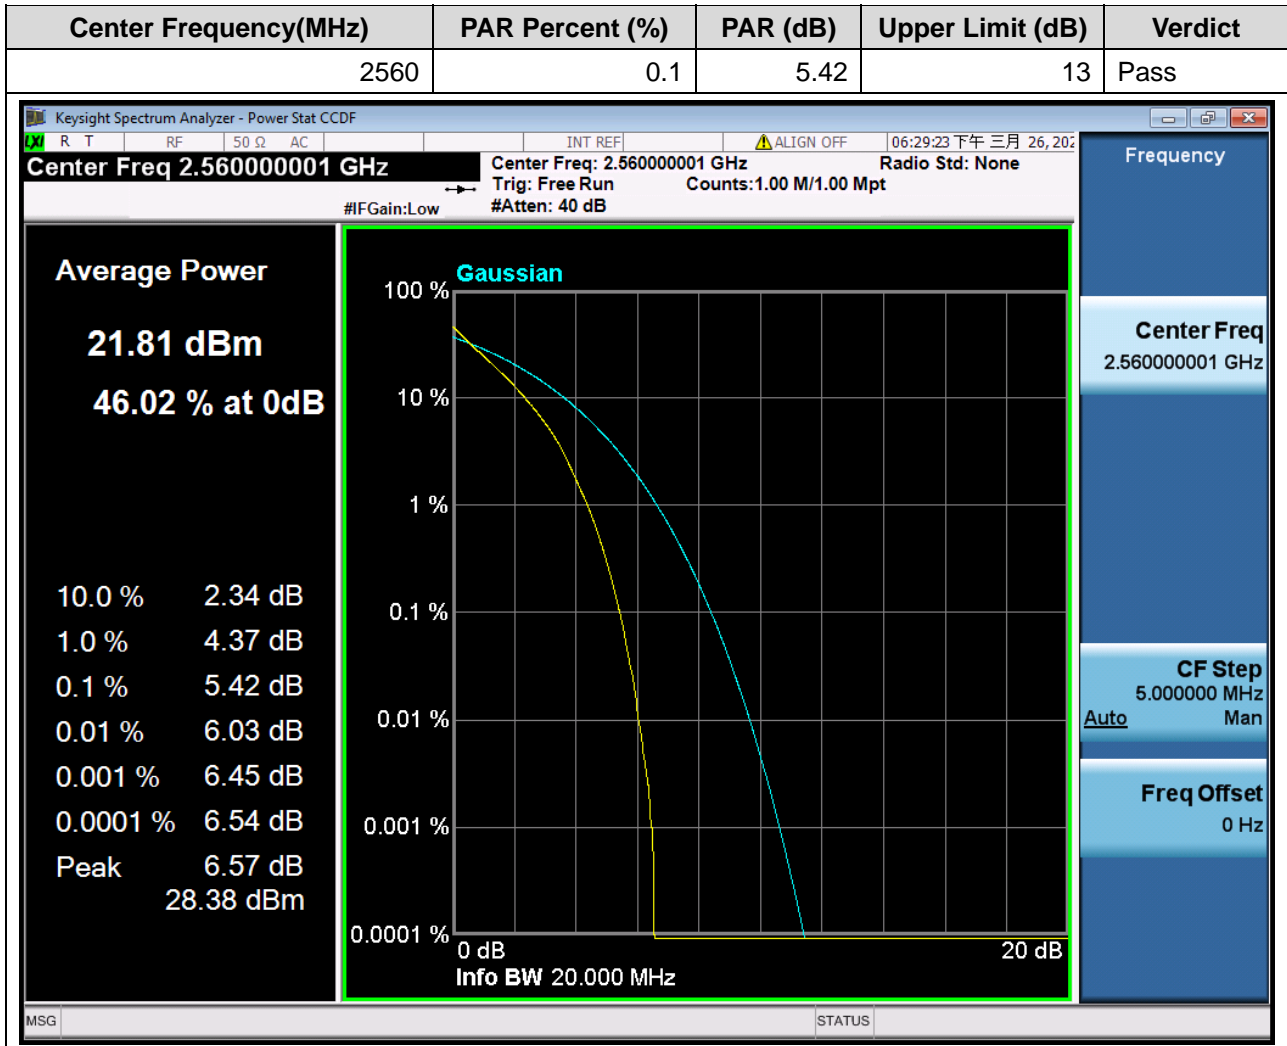 Center Frequency(MHz) PAR Percent (%) PAR (dB) Upper Limit (dB) Verdict
2560 0.1 5.42 13 Pass
Keysight Spectrum Analyzer - Power Stat CCDF
LXI R T RF 50 Ω AC INT REF ALIGN OFF 06:29:23 下午 三月 26, 202
Center Freq 2.560000001 GHz
Center Freq: 2.560000001 GHz Radio Std: None
Trig: Free Run Counts:1.00 M/1.00 Mpt
#IFGain:Low #Atten: 40 dB
Frequency
Average Power
21.81 dBm
46.02 % at 0dB
10.0 % 2.34 dB
1.0 % 4.37 dB
0.1 % 5.42 dB
0.01 % 6.03 dB
0.001 % 6.45 dB
0.0001 % 6.54 dB
Peak 6.57 dB
28.38 dBm
Gaussian
100 %
10 %
1 %
0.1 %
0.01 %
0.001 %
0.0001 %
0 dB 20 dB
Info BW 20.000 MHz
Center Freq
2.560000001 GHz
CF Step
5.000000 MHz
Auto Man
Freq Offset
0 Hz
MSG STATUS